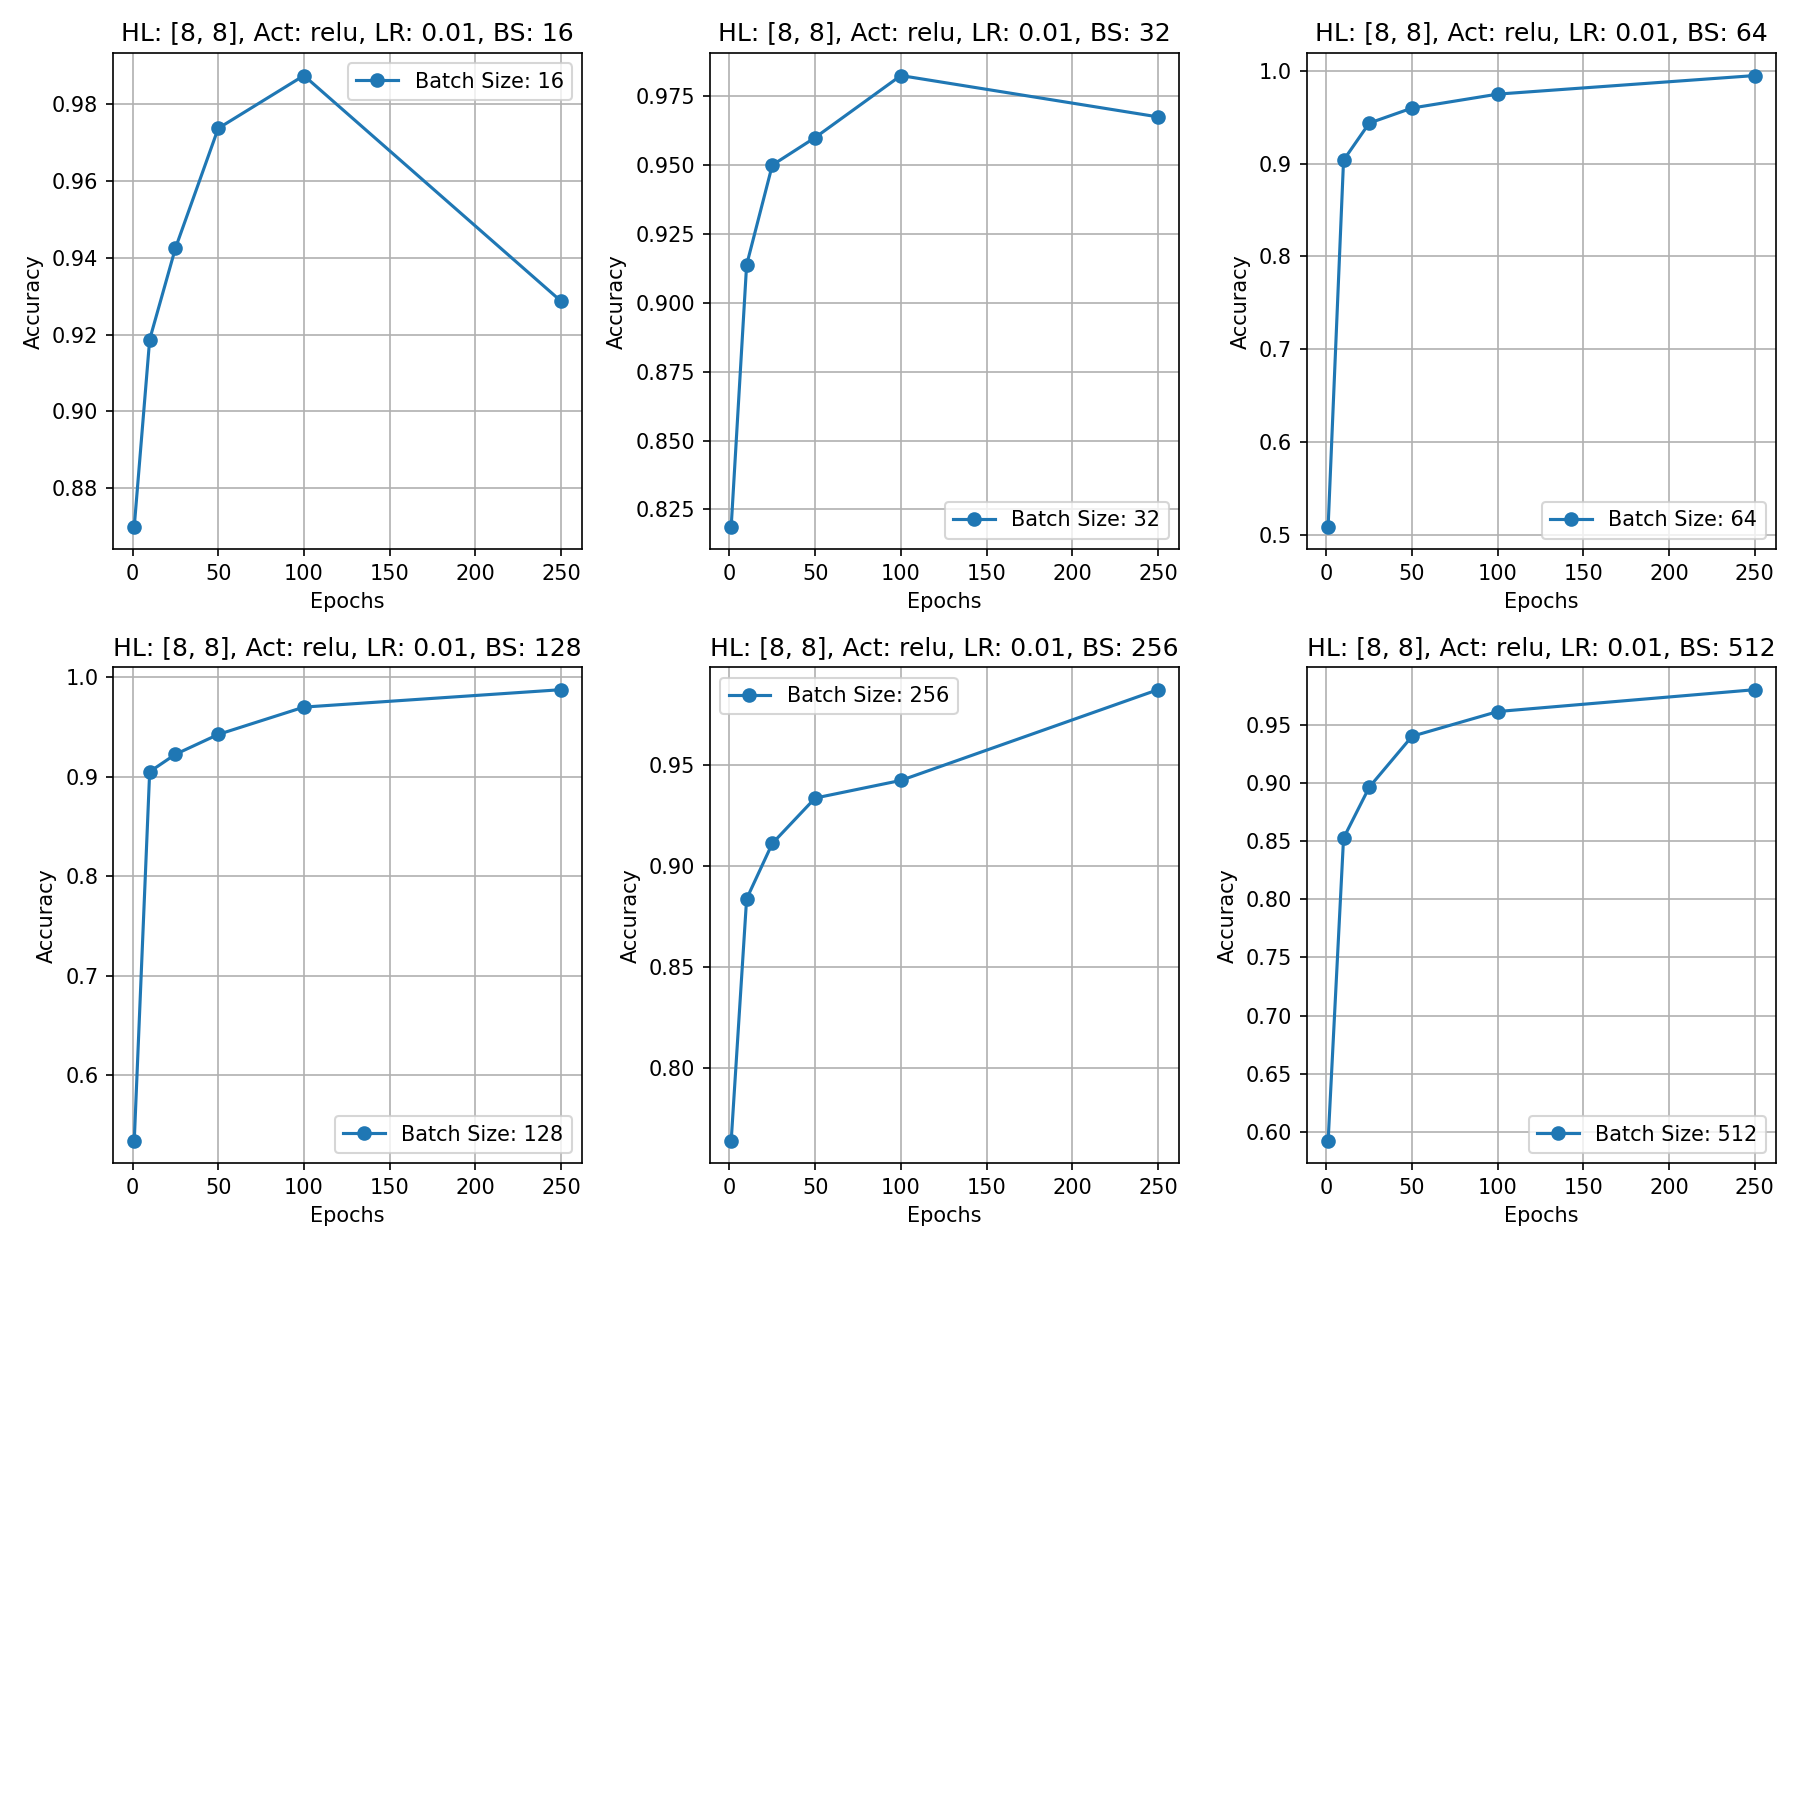 HL: [8, 8], Act: relu, LR: 0.01, BS: 16
Batch Size: 16
Accuracy
0.98
0.96
0.94
0.92
0.90
0.88
0 50 100 150 200 250
Epochs
HL: [8, 8], Act: relu, LR: 0.01, BS: 32
Accuracy
0.975
0.950
0.925
0.900
0.875
0.850
0.825
Batch Size: 32
0 50 100 150 200 250
Epochs
HL: [8, 8], Act: relu, LR: 0.01, BS: 64
Accuracy
1.0
0.9
0.8
0.7
0.6
0.5
Batch Size: 64
0 50 100 150 200 250
Epochs
HL: [8, 8], Act: relu, LR: 0.01, BS: 128
Accuracy
1.0
0.9
0.8
0.7
0.6
Batch Size: 128
0 50 100 150 200 250
Epochs
HL: [8, 8], Act: relu, LR: 0.01, BS: 256
Batch Size: 256
Accuracy
0.95
0.90
0.85
0.80
0 50 100 150 200 250
Epochs
HL: [8, 8], Act: relu, LR: 0.01, BS: 512
Accuracy
0.95
0.90
0.85
0.80
0.75
0.70
0.65
0.60
Batch Size: 512
0 50 100 150 200 250
Epochs